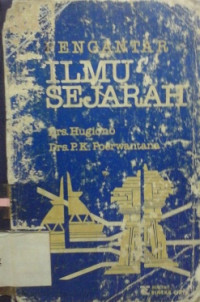 PENGANTAR
ILMU
SEJARAH
Drs. Hugiono
Drs. P.K. Poerwantana